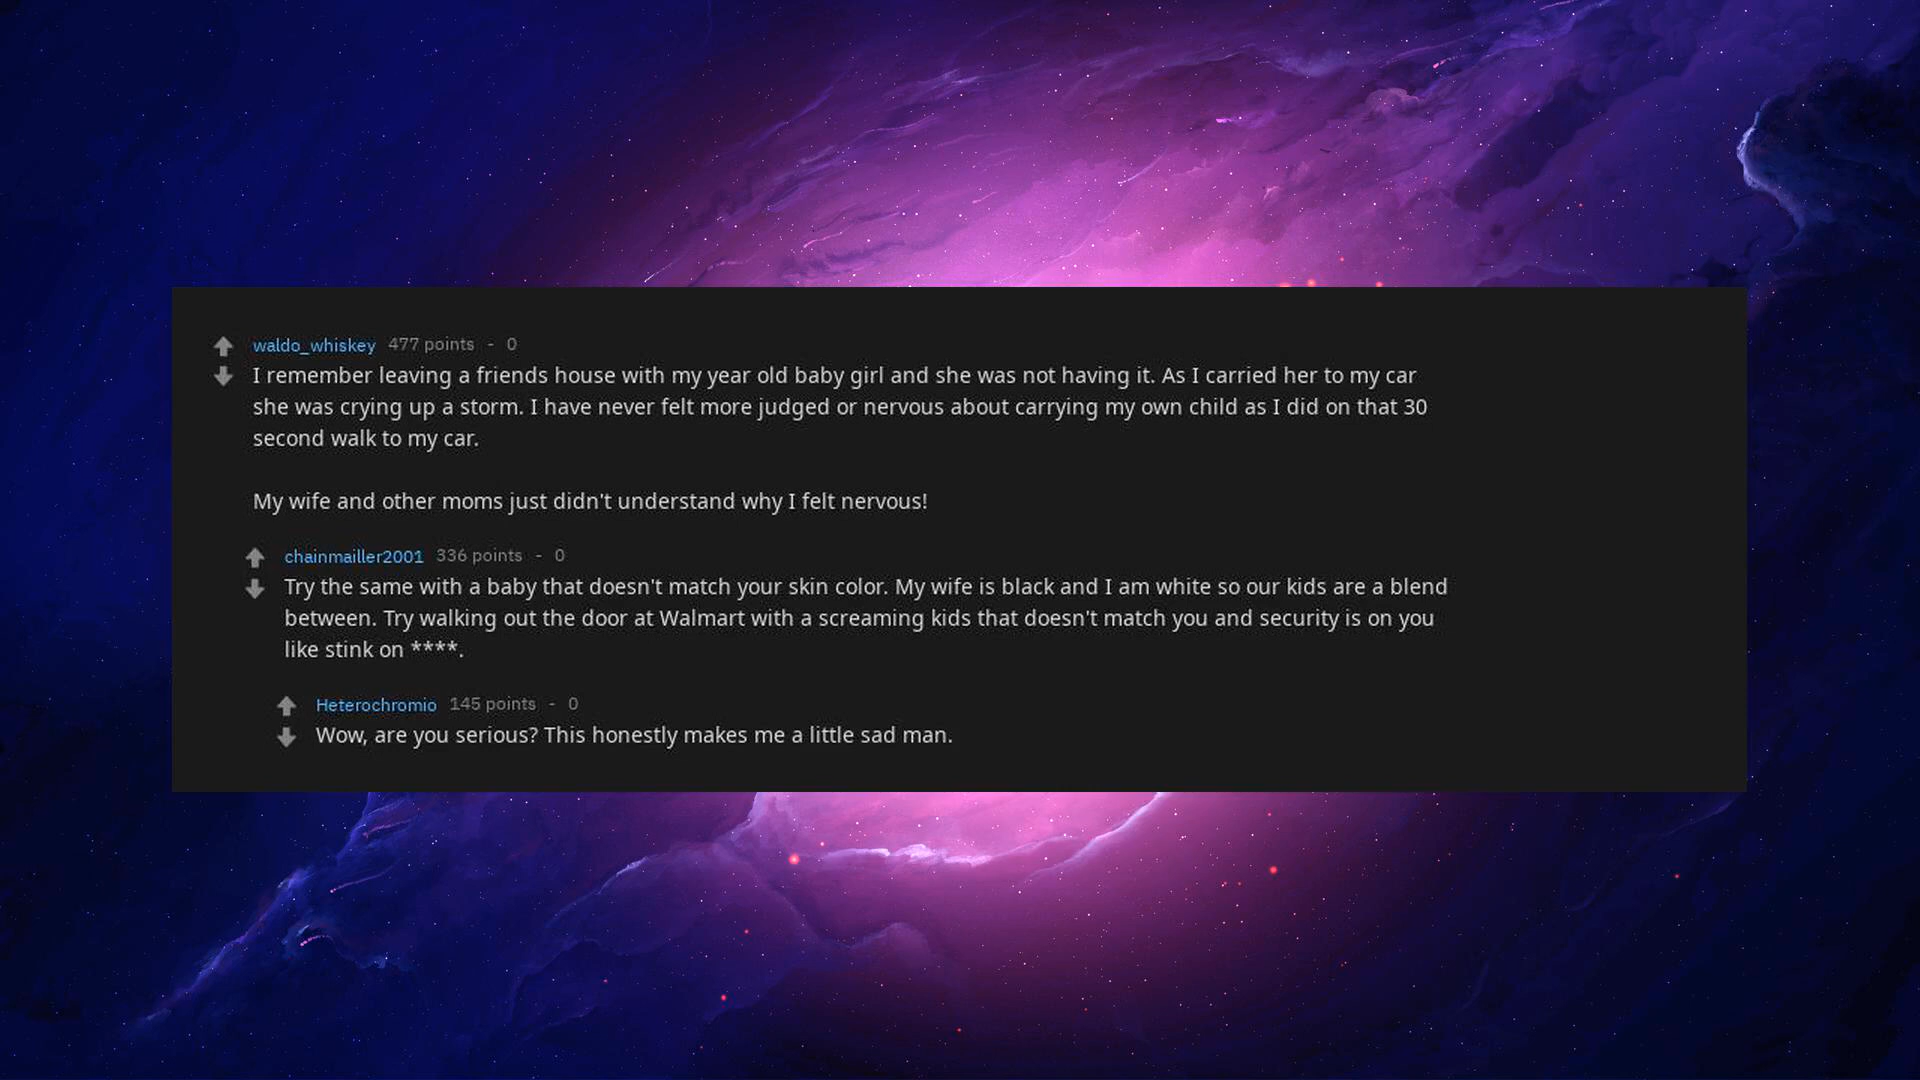 waldo_whiskey 477 points - 0
I remember leaving a friends house with my year old baby girl and she was not having it. As I carried her to my car
she was crying up a storm. I have never felt more judged or nervous about carrying my own child as I did on that 30
second walk to my car.
My wife and other moms just didn't understand why I felt nervous!
chainmailler2001 336 points - 0
Try the same with a baby that doesn't match your skin color. My wife is black and I am white so our kids are a blend
between. Try walking out the door at Walmart with a screaming kids that doesn't match you and security is on you
like stink on ****.
Heterochromio 145 points - 0
Wow, are you serious? This honestly makes me a little sad man.